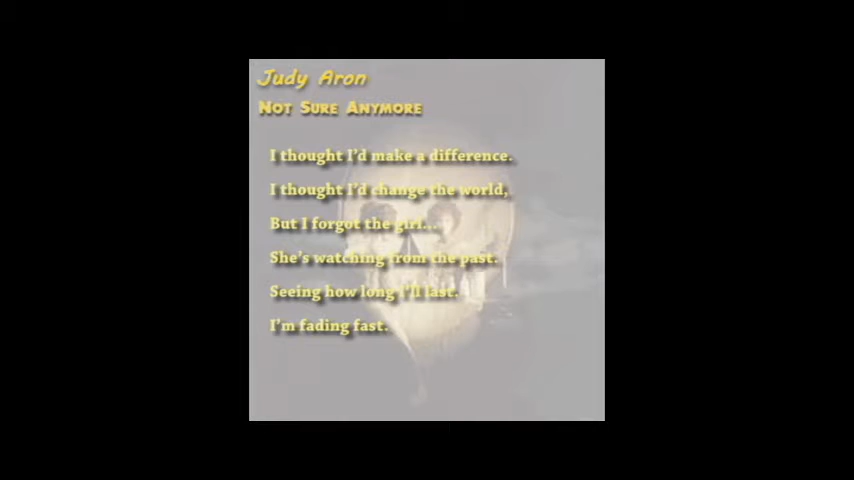 Judy Aron
Not Sure Anymore
I thought I'd make a difference.
I thought I'd change the world,
But I forgot the girl...
She's watching from the past.
Seeing how long I'll last.
I'm fading fast.